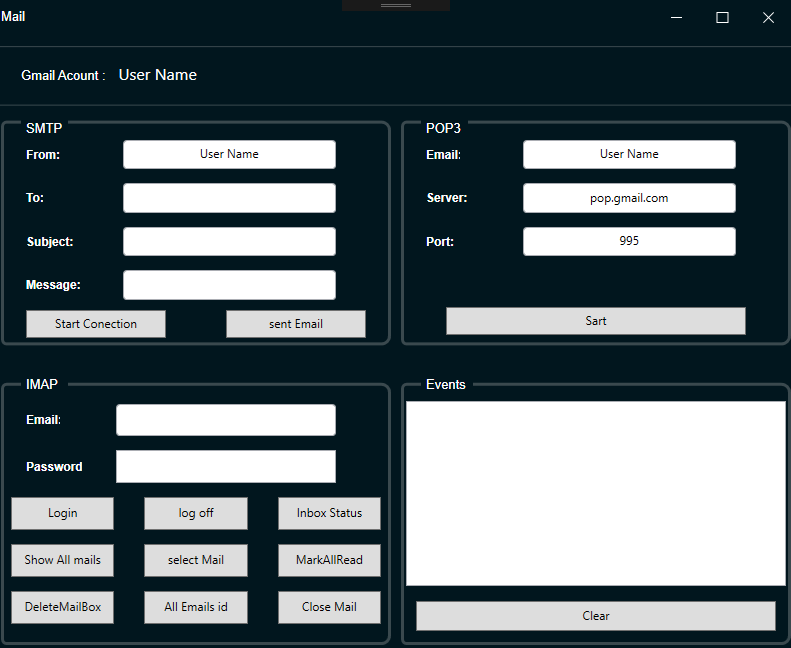 Mail
Gmail Acount : User Name
SMTP
From: User Name
To:
Subject:
Message:
Start Conection sent Email
POP3
Email: User Name
Server: pop.gmail.com
Port: 995
Sart
IMAP
Email:
Password
Login log off Inbox Status
Show All mails select Mail MarkAllRead
DeleteMailBox All Emails id Close Mail
Events
Clear